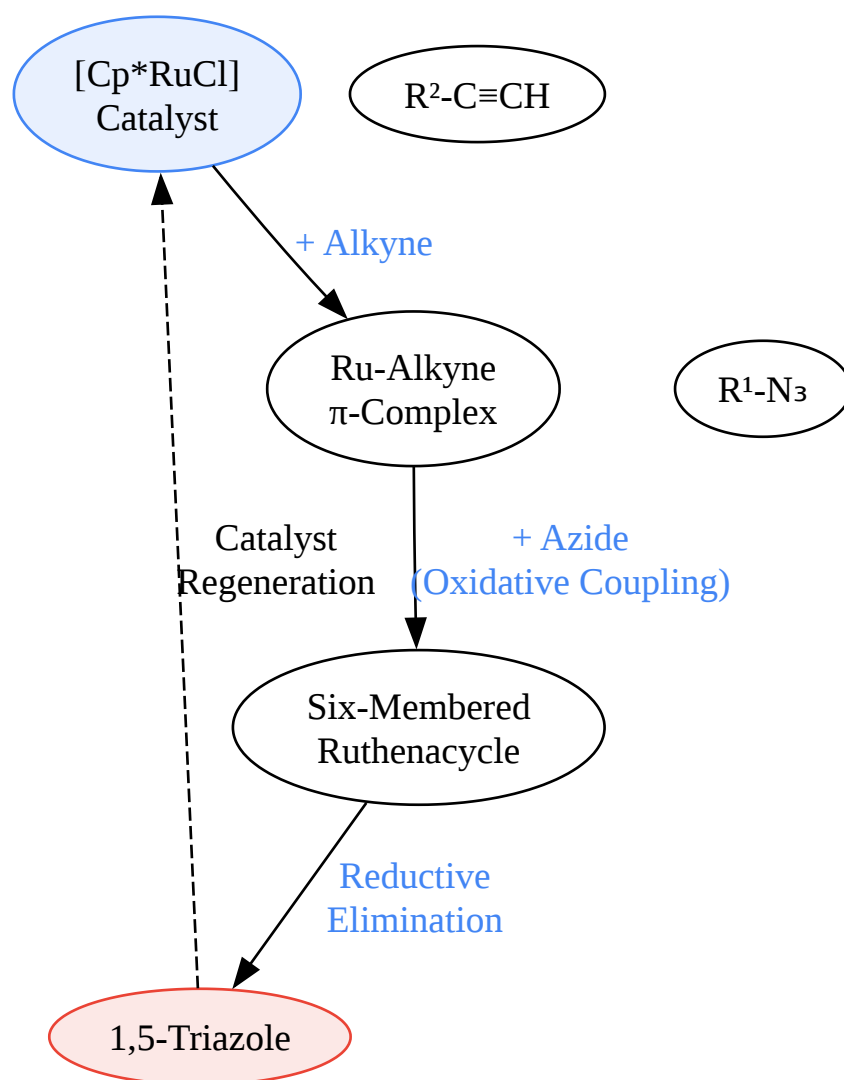 [Cp*RuCl]
Catalyst
R²-C≡CH
+ Alkyne
Ru-Alkyne
π-Complex
R¹-N₃
Catalyst
Regeneration
+ Azide
(Oxidative Coupling)
Six-Membered
Ruthenacycle
Reductive
Elimination
1,5-Triazole